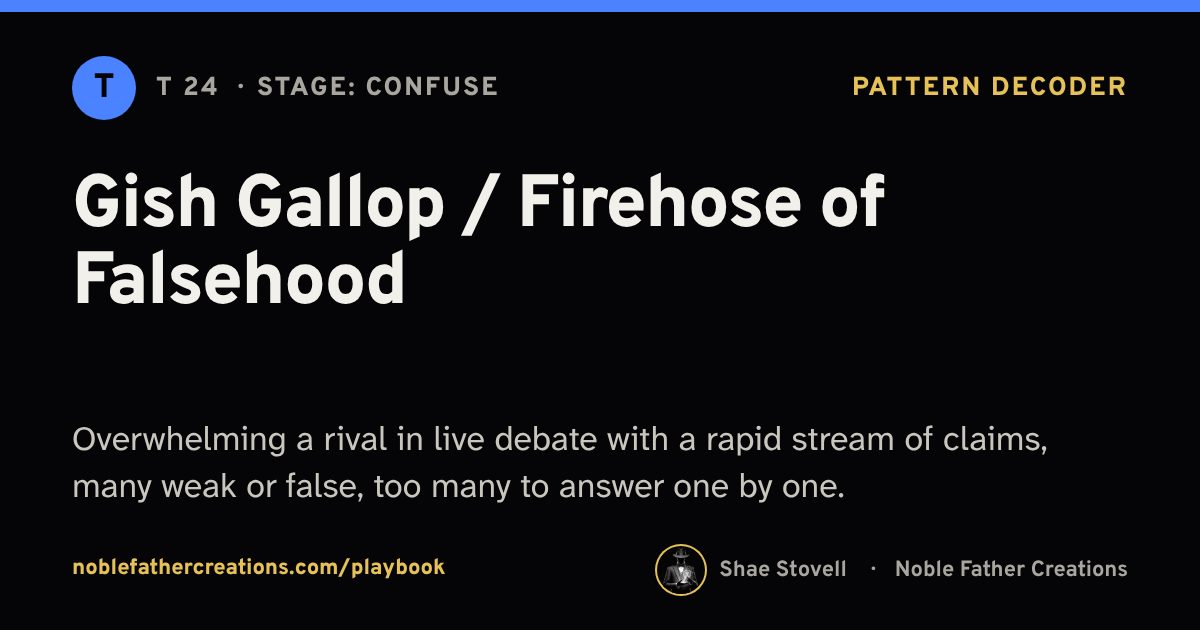 T
T 24 · STAGE: CONFUSE
PATTERN DECODER
Gish Gallop / Firehose of
Falsehood
Overwhelming a rival in live debate with a rapid stream of claims,
many weak or false, too many to answer one by one.
noblefathercreations.com/playbook
Shae Stovell · Noble Father Creations